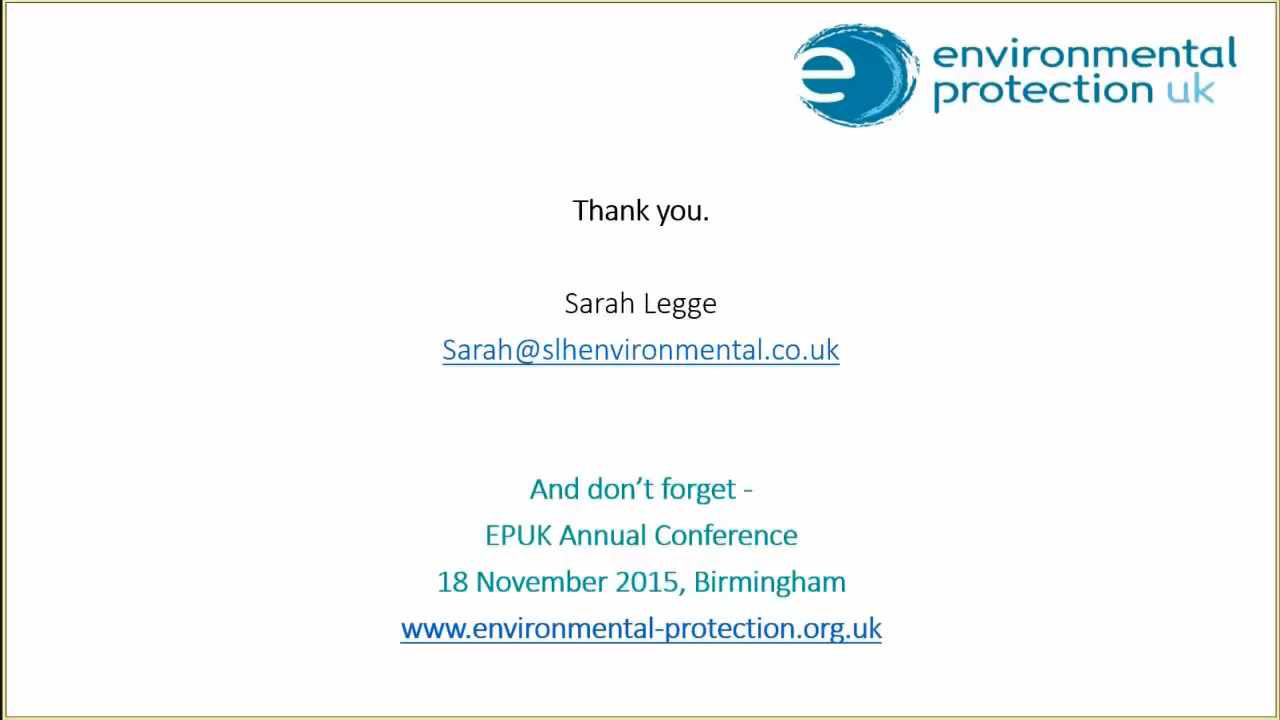 environmental
protection uk
Thank you.
Sarah Legge
Sarah@slhenvironmental.co.uk
And don’t forget -
EPUK Annual Conference
18 November 2015, Birmingham
www.environmental-protection.org.uk